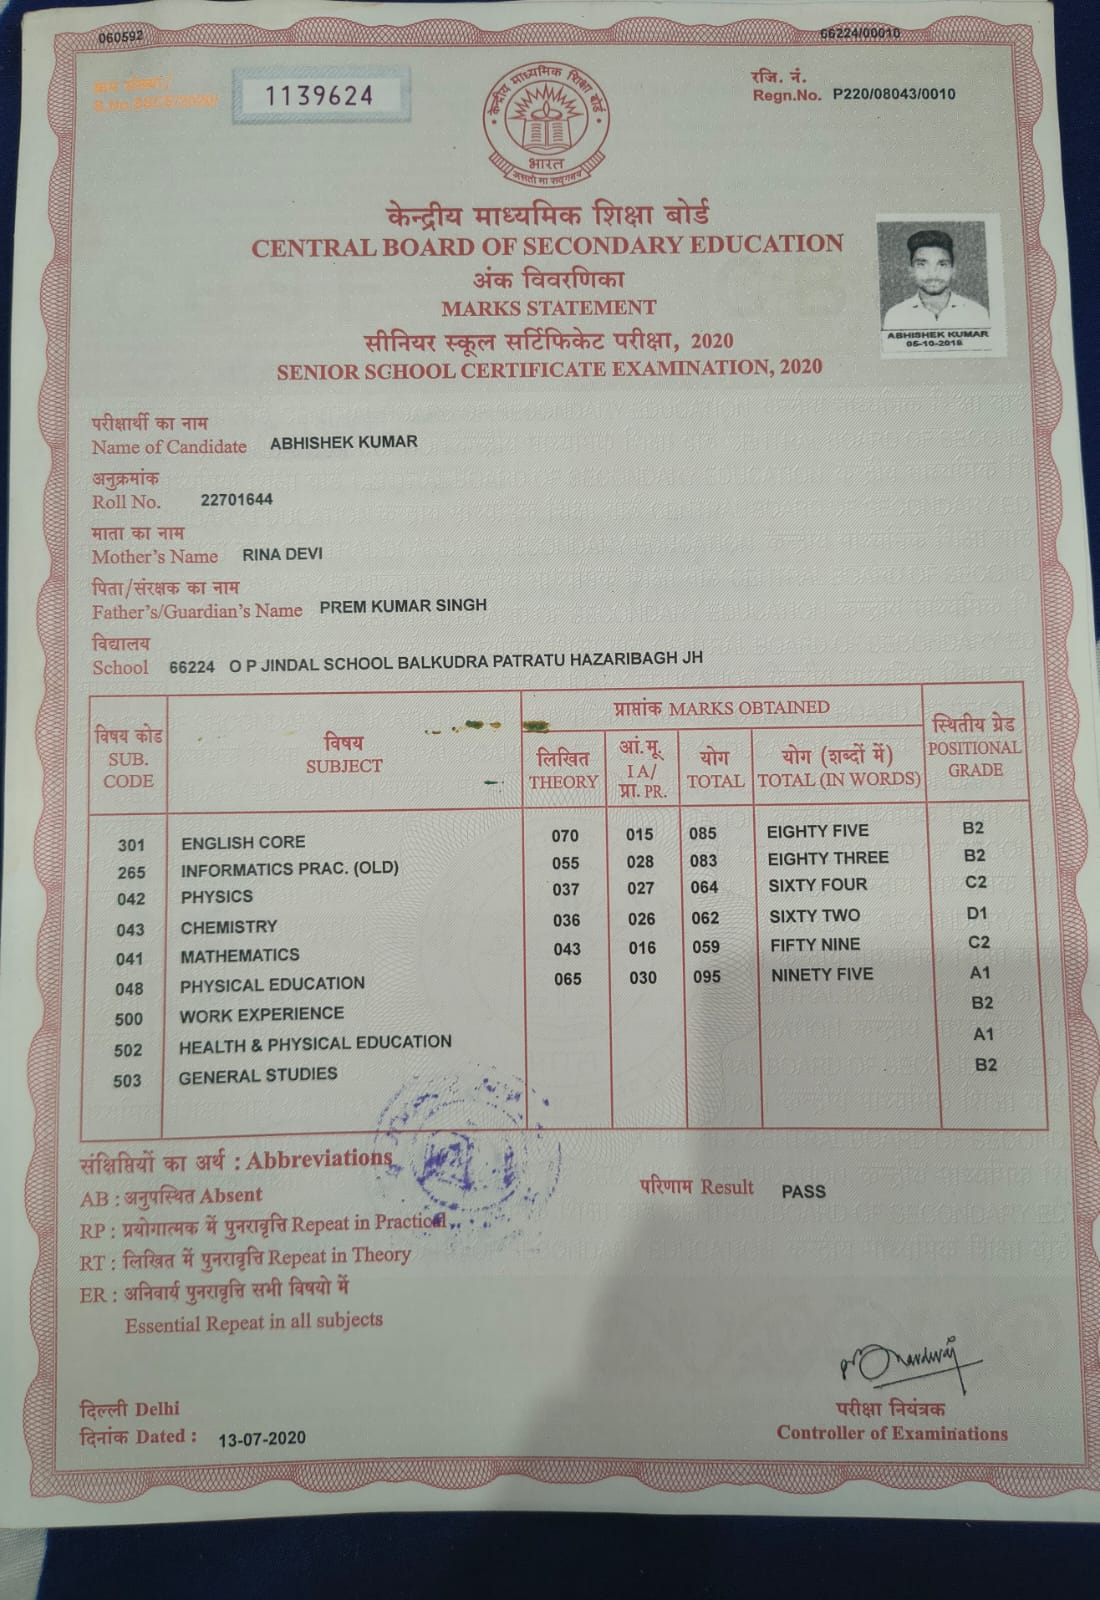 060592
66224/00010
1139624
रजि. नं.
Regn.No. P220/08043/0010
केन्द्रीय माध्यमिक शिक्षा बोर्ड
भारत
असतो मा सद्गमय
केन्द्रीय माध्यमिक शिक्षा बोर्ड
CENTRAL BOARD OF SECONDARY EDUCATION
अंक विवरणिका
MARKS STATEMENT
सीनियर स्कूल सर्टिफिकेट परीक्षा, 2020
SENIOR SCHOOL CERTIFICATE EXAMINATION, 2020
ABHISHEK KUMAR
परीक्षार्थी का नाम
Name of Candidate ABHISHEK KUMAR
अनुक्रमांक
Roll No. 22701644
माता का नाम
Mother's Name RINA DEVI
पिता/संरक्षक का नाम
Father's/Guardian's Name PREM KUMAR SINGH
विद्यालय
School 66224 O P JINDAL SCHOOL BALKUDRA PATRATU HAZARIBAGH JH
विषय कोड
SUB.
CODE
विषय
SUBJECT
प्राप्तांक MARKS OBTAINED
लिखित
THEORY
आं.मू.
I A/
प्रा. PR.
योग
TOTAL
योग (शब्दों में)
TOTAL (IN WORDS)
स्थितीय ग्रेड
POSITIONAL
GRADE
301 ENGLISH CORE 070 015 085 EIGHTY FIVE B2
265 INFORMATICS PRAC. (OLD) 055 028 083 EIGHTY THREE B2
042 PHYSICS 037 027 064 SIXTY FOUR C2
043 CHEMISTRY 036 026 062 SIXTY TWO D1
041 MATHEMATICS 043 016 059 FIFTY NINE C2
048 PHYSICAL EDUCATION 065 030 095 NINETY FIVE A1
500 WORK EXPERIENCE B2
502 HEALTH & PHYSICAL EDUCATION A1
503 GENERAL STUDIES B2
संक्षिप्तियों का अर्थ : Abbreviations
AB : अनुपस्थित Absent
RP : प्रयोगात्मक में पुनरावृत्ति Repeat in Practical
RT : लिखित में पुनरावृत्ति Repeat in Theory
ER : अनिवार्य पुनरावृत्ति सभी विषयो में
Essential Repeat in all subjects
परिणाम Result PASS
दिल्ली Delhi
दिनांक Dated : 13-07-2020
परीक्षा नियंत्रक
Controller of Examinations